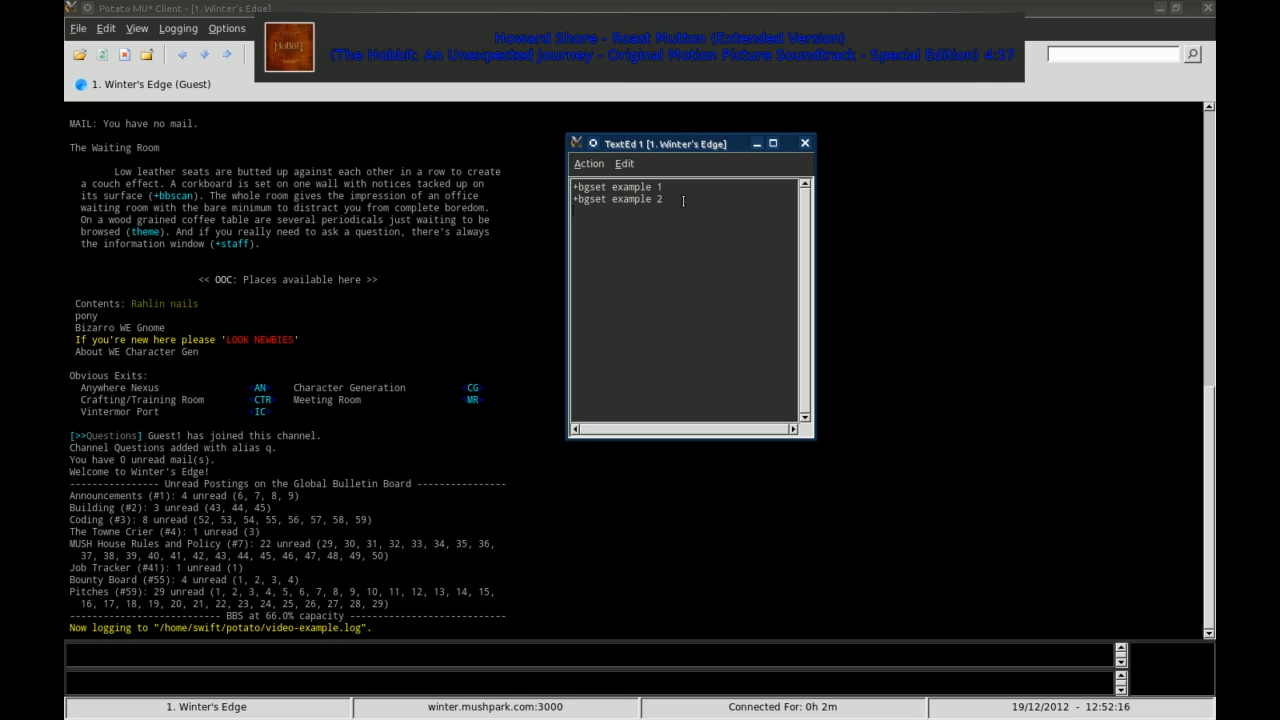 Potato MU* Client - [1. Winter's Edge]
File Edit View Logging Options
HOBBIT
Howard Shore - Roast Mutton (Extended Version)
(The Hobbit: An Unexpected Journey - Original Motion Picture Soundtrack - Special Edition) 4:57
1. Winter's Edge (Guest)
MAIL: You have no mail.
The Waiting Room
Low leather seats are butted up against each other in a row to create
a couch effect. A corkboard is set on one wall with notices tacked up on
its surface (+bbscan). The whole room gives the impression of an office
waiting room with the bare minimum to distract you from complete boredom.
On a wood grained coffee table are several periodicals just waiting to be
browsed (theme). And if you really need to ask a question, there's always
the information window (+staff).
<< OOC: Places available here >>
Contents: Rahlin nails
pony
Bizarro WE Gnome
If you're new here please 'LOOK NEWBIES'
About WE Character Gen
Obvious Exits:
Anywhere Nexus <AN> Character Generation <CG>
Crafting/Training Room <CTR> Meeting Room <MR>
Vintermor Port <IC>
[>>Questions] Guest1 has joined this channel.
Channel Questions added with alias q.
You have 0 unread mail(s).
Welcome to Winter's Edge!
---------------- Unread Postings on the Global Bulletin Board ----------------
Announcements (#1): 4 unread (6, 7, 8, 9)
Building (#2): 3 unread (43, 44, 45)
Coding (#3): 8 unread (52, 53, 54, 55, 56, 57, 58, 59)
The Towne Crier (#4): 1 unread (3)
MUSH House Rules and Policy (#7): 22 unread (29, 30, 31, 32, 33, 34, 35, 36,
37, 38, 39, 40, 41, 42, 43, 44, 45, 46, 47, 48, 49, 50)
Job Tracker (#41): 1 unread (1)
Bounty Board (#55): 4 unread (1, 2, 3, 4)
Pitches (#59): 29 unread (1, 2, 3, 4, 5, 6, 7, 8, 9, 10, 11, 12, 13, 14, 15,
16, 17, 18, 19, 20, 21, 22, 23, 24, 25, 26, 27, 28, 29)
--------------------------- BBS at 66.0% capacity ----------------------------
Now logging to "/home/swift/potato/video-example.log".
TextEd 1 [1. Winter's Edge]
Action Edit
+bgset example 1
+bgset example 2
1. Winter's Edge winter.mushpark.com:3000 Connected For: 0h 2m 19/12/2012 - 12:52:16